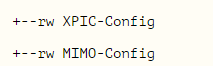 +--rw XPIC-Config
+--rw MIMO-Config